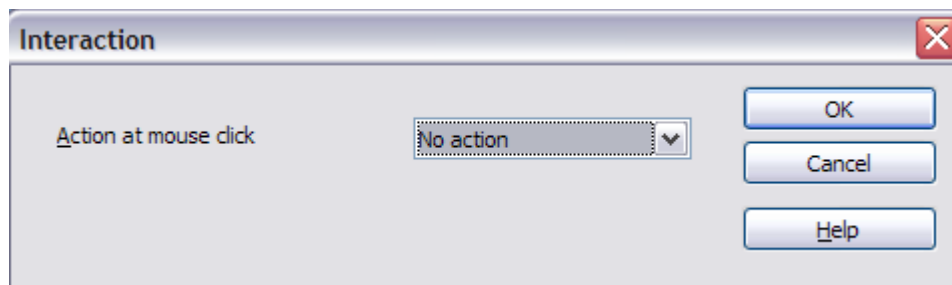 Interaction
Action at mouse click
No action
OK
Cancel
Help